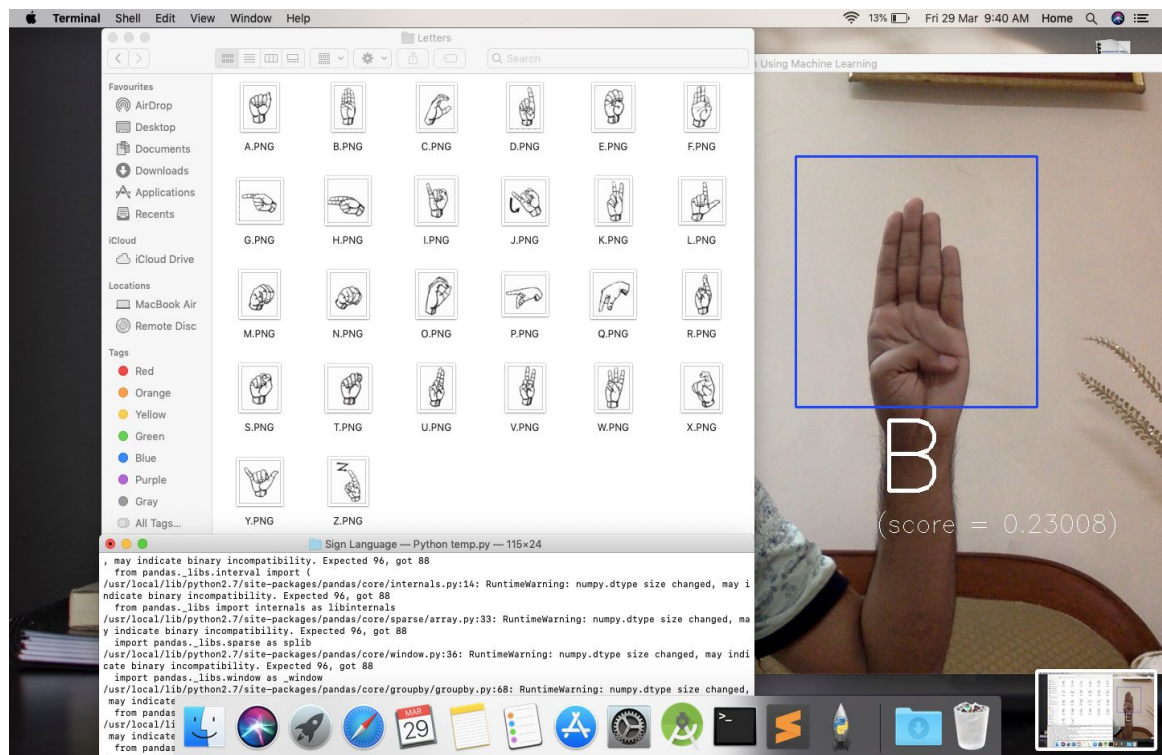 Terminal Shell Edit View Window Help 13% Fri 29 Mar 9:40 AM Home
Letters
Search
Favourites
AirDrop
Desktop
Documents
Downloads
Applications
Recents
iCloud
iCloud Drive
Locations
MacBook Air
Remote Disc
Tags
Red
Orange
Yellow
Green
Blue
Purple
Gray
All Tags...
A.PNG B.PNG C.PNG D.PNG E.PNG F.PNG
G.PNG H.PNG I.PNG J.PNG K.PNG L.PNG
M.PNG N.PNG O.PNG P.PNG Q.PNG R.PNG
S.PNG T.PNG U.PNG V.PNG W.PNG X.PNG
Z
Y.PNG Z.PNG
Using Machine Learning
B
(score = 0.23008)
Sign Language — Python temp.py — 115×24
, may indicate binary incompatibility. Expected 96, got 88
from pandas._libs.interval import (
/usr/local/lib/python2.7/site-packages/pandas/core/internals.py:14: RuntimeWarning: numpy.dtype size changed, may i
ndicate binary incompatibility. Expected 96, got 88
from pandas._libs import internals as libinternals
/usr/local/lib/python2.7/site-packages/pandas/core/sparse/array.py:33: RuntimeWarning: numpy.dtype size changed, ma
y indicate binary incompatibility. Expected 96, got 88
import pandas._libs.sparse as splib
/usr/local/lib/python2.7/site-packages/pandas/core/window.py:36: RuntimeWarning: numpy.dtype size changed, may indi
cate binary incompatibility. Expected 96, got 88
import pandas._libs.window as _window
/usr/local/lib/python2.7/site-packages/pandas/core/groupby/groupby.py:68: RuntimeWarning: numpy.dtype size changed,
may indicate
from panda
/usr/local/li
may indicate
from pandas
MAR
29